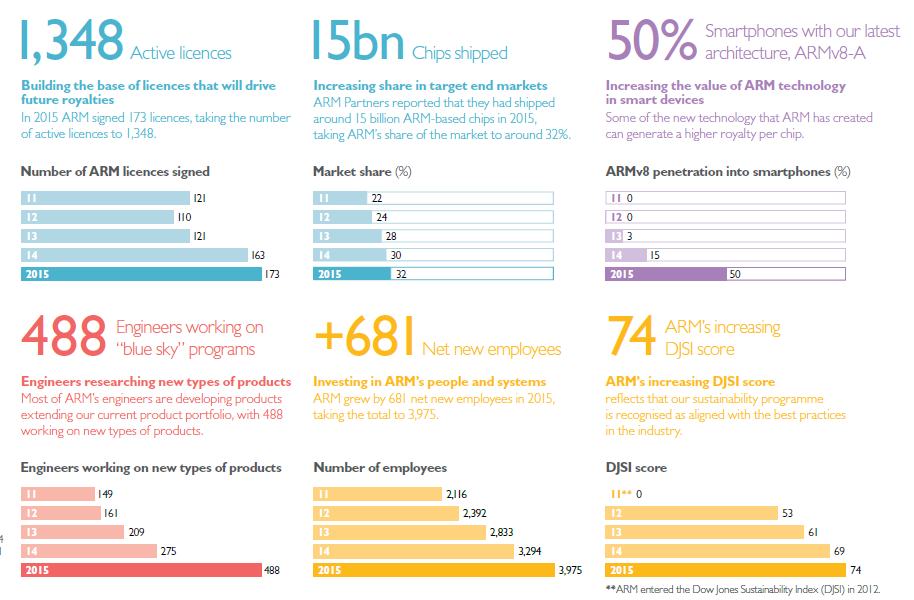 1,348 Active licences
Building the base of licences that will drive
future royalties
In 2015 ARM signed 173 licences, taking the number
of active licences to 1,348.
Number of ARM licences signed
11 121
12 110
13 121
14 163
2015 173
15bn Chips shipped
Increasing share in target end markets
ARM Partners reported that they had shipped
around 15 billion ARM-based chips in 2015,
taking ARM's share of the market to around 32%.
Market share (%)
11 22
12 24
13 28
14 30
2015 32
50% Smartphones with our latest
architecture, ARMv8-A
Increasing the value of ARM technology
in smart devices
Some of the new technology that ARM has created
can generate a higher royalty per chip.
ARMv8 penetration into smartphones (%)
11 0
12 0
13 3
14 15
2015 50
488 Engineers working on
“blue sky” programs
Engineers researching new types of products
Most of ARM's engineers are developing products
extending our current product portfolio, with 488
working on new types of products.
Engineers working on new types of products
11 149
12 161
13 209
14 275
2015 488
+681 Net new employees
Investing in ARM's people and systems
ARM grew by 681 net new employees in 2015,
taking the total to 3,975.
Number of employees
11 2,116
12 2,392
13 2,833
14 3,294
2015 3,975
74 ARM's increasing
DJSI score
ARM's increasing DJSI score
reflects that our sustainability programme
is recognised as aligned with the best practices
in the industry.
DJSI score
11** 0
12 53
13 61
14 69
2015 74
**ARM entered the Dow Jones Sustainability Index (DJSI) in 2012.